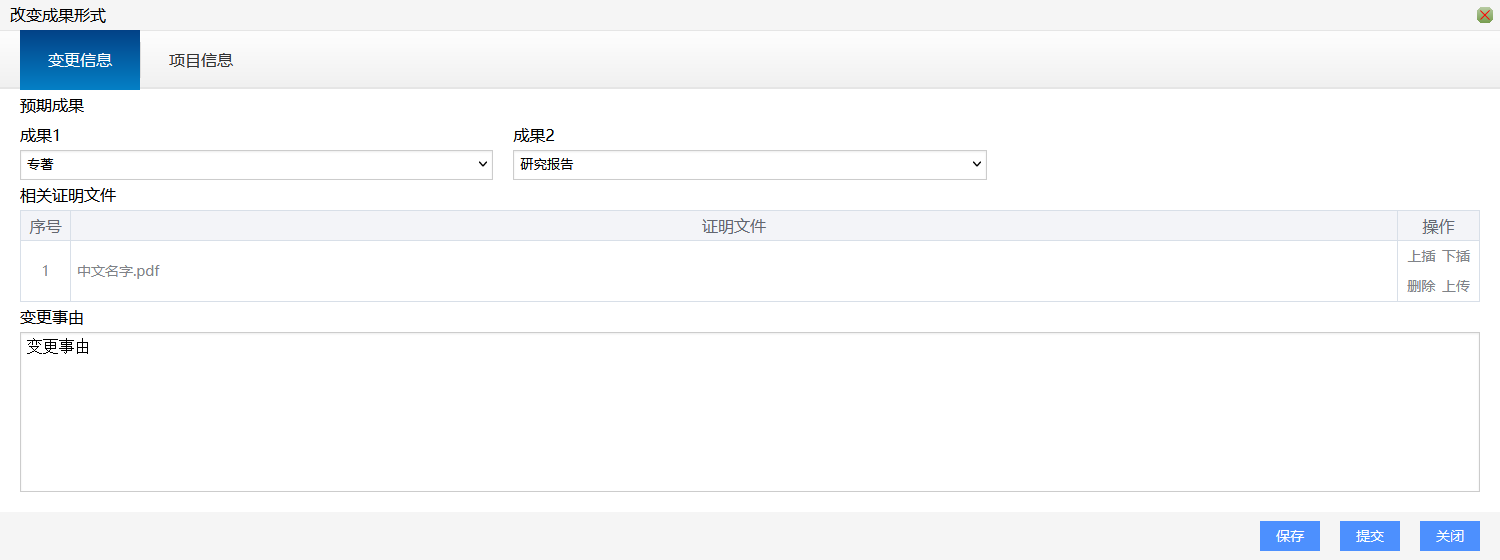 改变成果形式
变更信息 项目信息
预期成果
成果1 成果2
专著 研究报告
相关证明文件
序号 证明文件 操作
1 中文名字.pdf 上插 下插
删除 上传
变更事由
变更事由
保存 提交 关闭